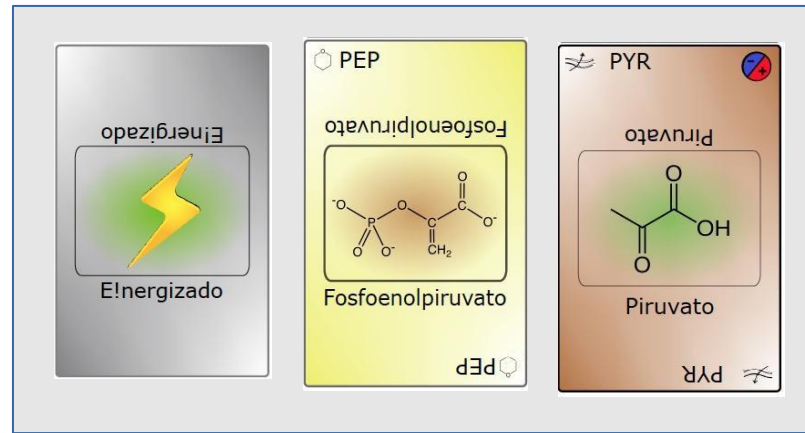 E!nergizado
E!nergizado
PEP
Fosfoenolpiruvato
-O
P
O
O
O-
C
C
O
O-
CH2
Fosfoenolpiruvato
PEP
PYR
- +
Piruvato
O
OH
O
Piruvato
PYR